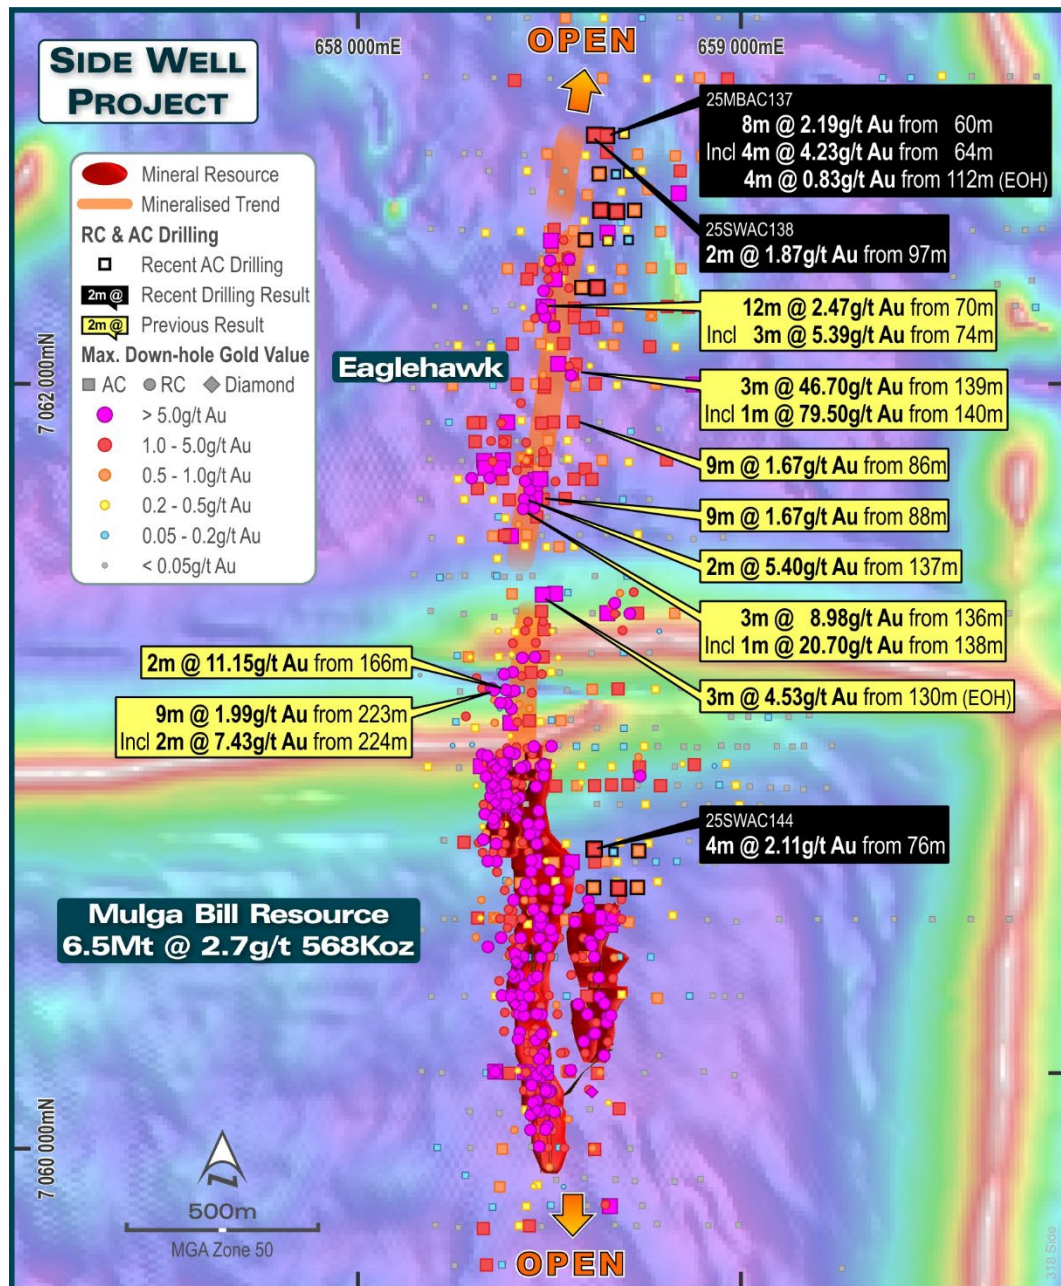 SIDE WELL
PROJECT
658 000mE
OPEN
659 000mE
Mineral Resource
Mineralised Trend
RC & AC Drilling
Recent AC Drilling
2m @ Recent Drilling Result
2m @ Previous Result
Max. Down-hole Gold Value
AC RC Diamond
> 5.0g/t Au
1.0 - 5.0g/t Au
0.5 - 1.0g/t Au
0.2 - 0.5g/t Au
0.05 - 0.2g/t Au
< 0.05g/t Au
25MBAC137
8m @ 2.19g/t Au from 60m
Incl 4m @ 4.23g/t Au from 64m
4m @ 0.83g/t Au from 112m (EOH)
25SWAC138
2m @ 1.87g/t Au from 97m
12m @ 2.47g/t Au from 70m
Incl 3m @ 5.39g/t Au from 74m
Eaglehawk
7 062 000mN
3m @ 46.70g/t Au from 139m
Incl 1m @ 79.50g/t Au from 140m
9m @ 1.67g/t Au from 86m
9m @ 1.67g/t Au from 88m
2m @ 5.40g/t Au from 137m
3m @ 8.98g/t Au from 136m
Incl 1m @ 20.70g/t Au from 138m
3m @ 4.53g/t Au from 130m (EOH)
2m @ 11.15g/t Au from 166m
9m @ 1.99g/t Au from 223m
Incl 2m @ 7.43g/t Au from 224m
25SWAC144
4m @ 2.11g/t Au from 76m
Mulga Bill Resource
6.5Mt @ 2.7g/t 568Koz
7 060 000mN
N
500m
MGA Zone 50
OPEN